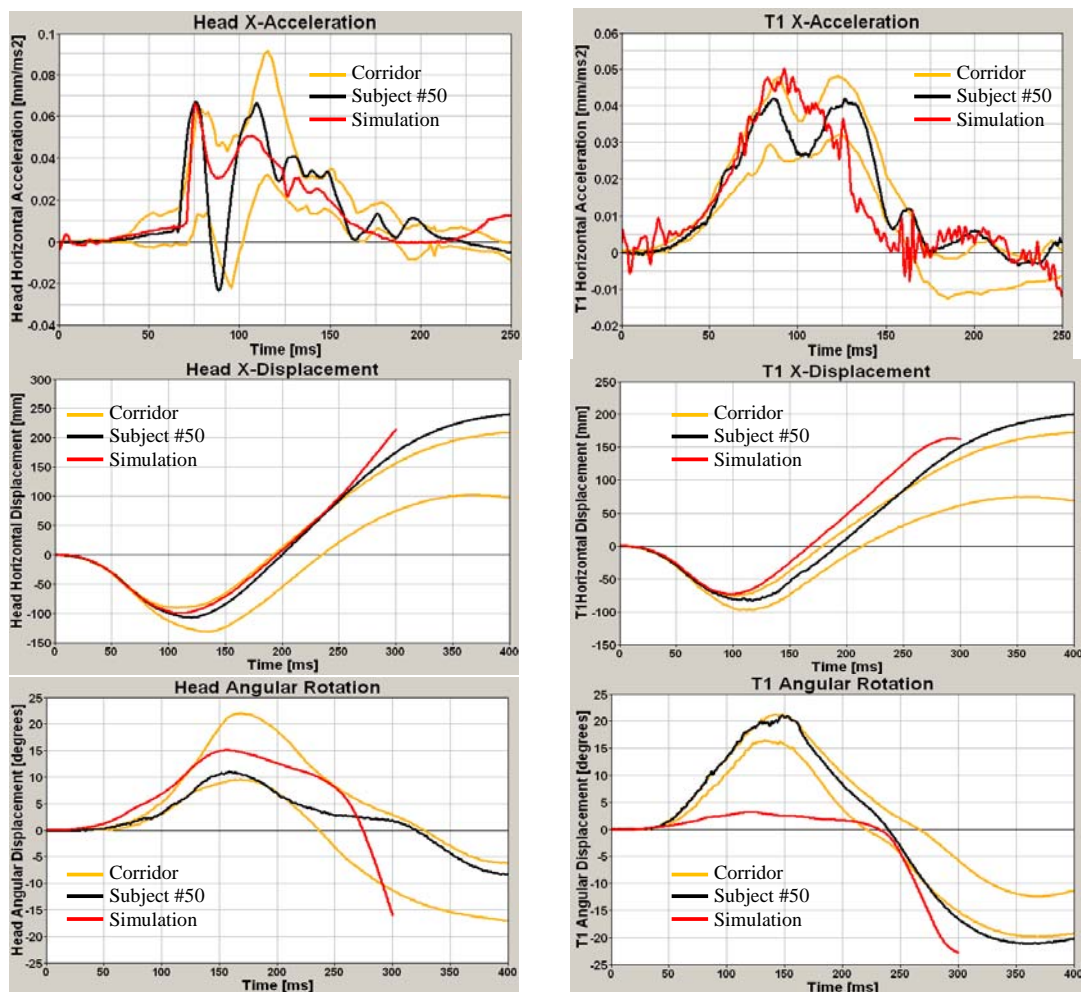 Head X-Acceleration
Head Horizontal Acceleration [mm/ms2]
0.1
0.08
0.06
0.04
0.02
0
-0.02
-0.04
Corridor
Subject #50
Simulation
0 50 100 150 200 250
Time [ms]
T1 X-Acceleration
T1 Horizontal Acceleration [mm/ms2]
0.06
0.05
0.04
0.03
0.02
0.01
0
-0.01
-0.02
Corridor
Subject #50
Simulation
0 50 100 150 200 250
Time [ms]
Head X-Displacement
Head Horizontal Displacement [mm]
300
250
200
150
100
50
0
-50
-100
-150
Corridor
Subject #50
Simulation
0 50 100 150 200 250 300 350 400
Time [ms]
T1 X-Displacement
T1Horizontal Displacement [mm]
250
200
150
100
50
0
-50
-100
-150
Corridor
Subject #50
Simulation
0 50 100 150 200 250 300 350 400
Time [ms]
Head Angular Rotation
Head Angular Displacement [degrees]
25
20
15
10
5
0
-5
-10
-15
-20
-25
Corridor
Subject #50
Simulation
0 50 100 150 200 250 300 350 400
Time [ms]
T1 Angular Rotation
T1 Angular Displacement [degrees]
25
20
15
10
5
0
-5
-10
-15
-20
-25
Corridor
Subject #50
Simulation
0 50 100 150 200 250 300 350 400
Time [ms]